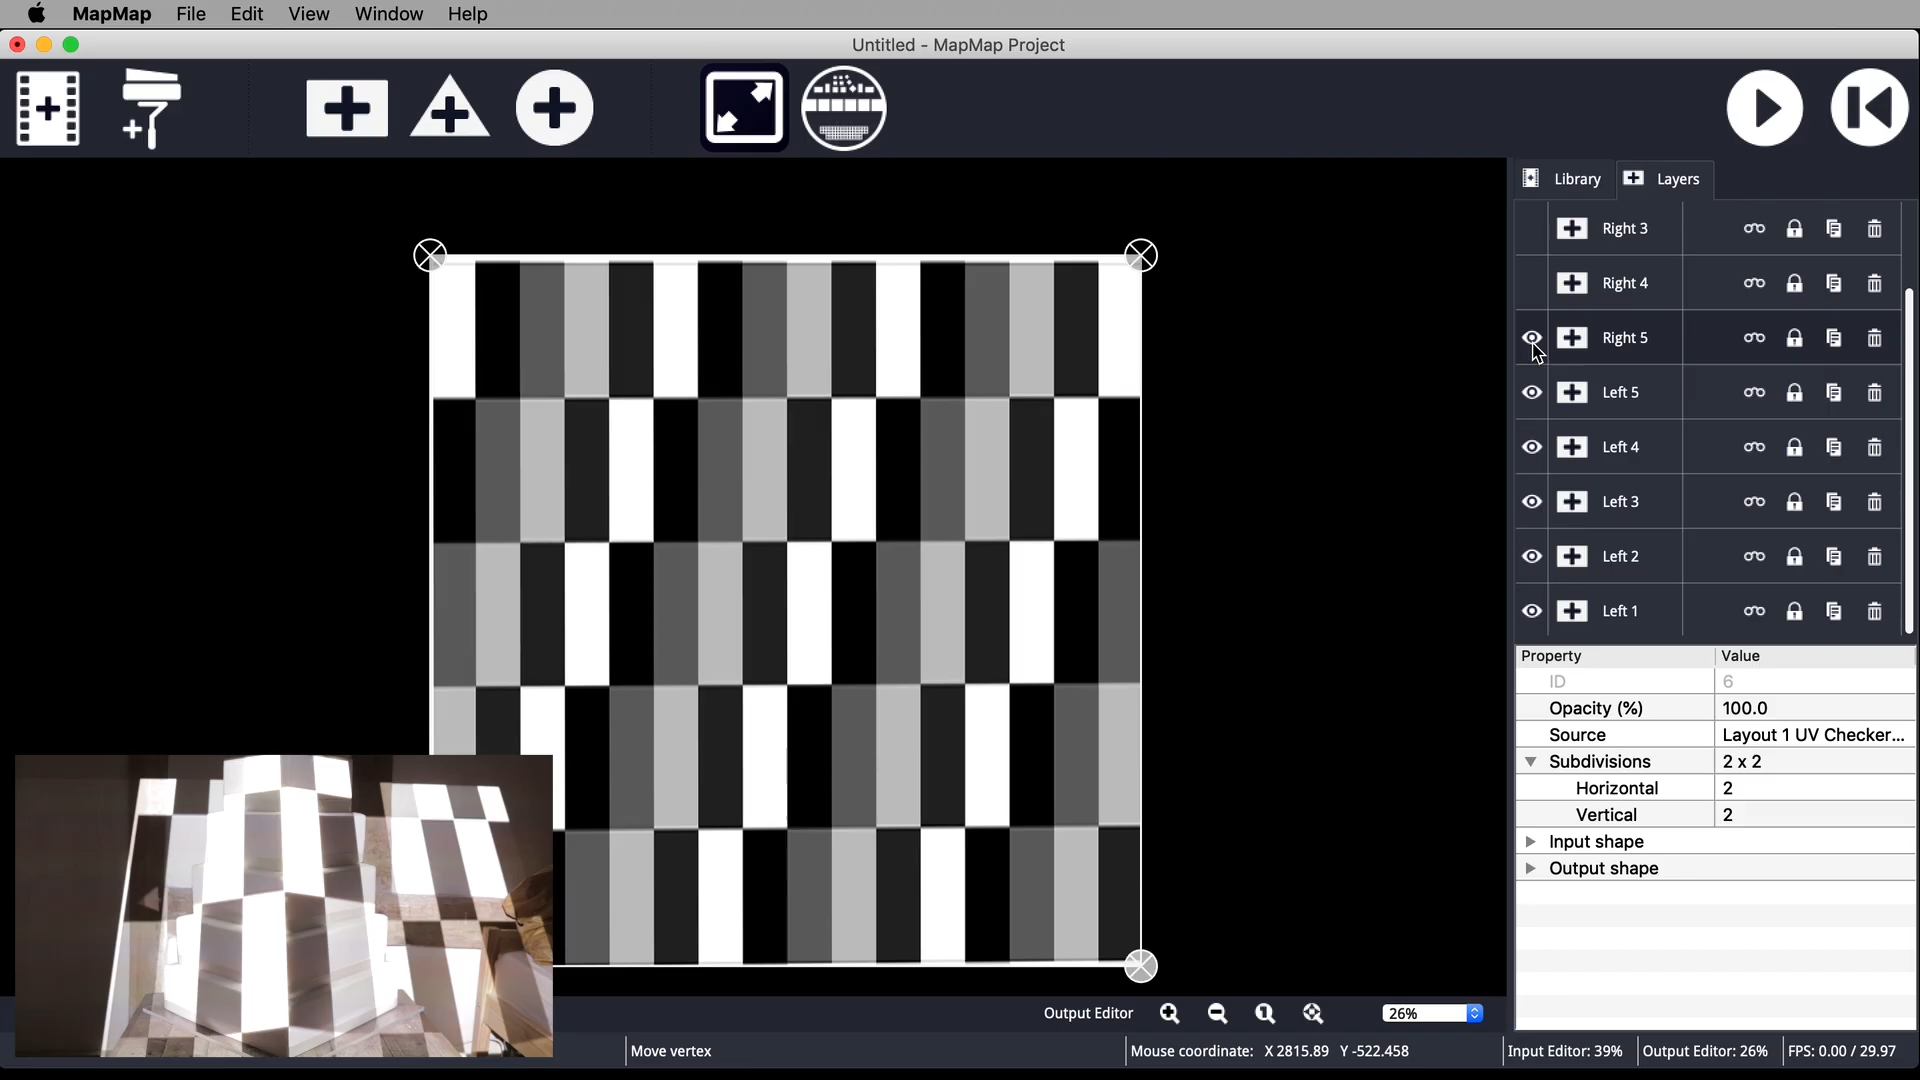 MapMap File Edit View Window Help
Untitled - MapMap Project
Library Layers
Right 3
Right 4
Right 5
Left 5
Left 4
Left 3
Left 2
Left 1
Property Value
ID 6
Opacity (%) 100.0
Source Layout 1 UV Checker...
Subdivisions 2 x 2
Horizontal 2
Vertical 2
Input shape
Output shape
Output Editor 1 26%
Move vertex Mouse coordinate: X 2815.89 Y -522.458 Input Editor: 39% Output Editor: 26% FPS: 0.00 / 29.97